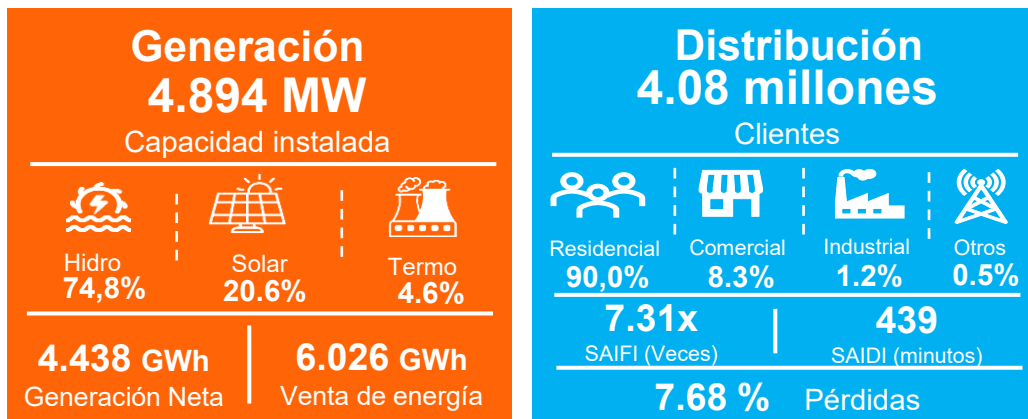 Generación
4.894 MW
Capacidad instalada
Hidro
74,8%
Solar
20.6%
Termo
4.6%
4.438 GWh
Generación Neta
6.026 GWh
Venta de energía
Distribución
4.08 millones
Clientes
Residencial
90,0%
Comercial
8.3%
Industrial
1.2%
Otros
0.5%
7.31x
SAIFI (Veces)
439
SAIDI (minutos)
7.68 % Pérdidas